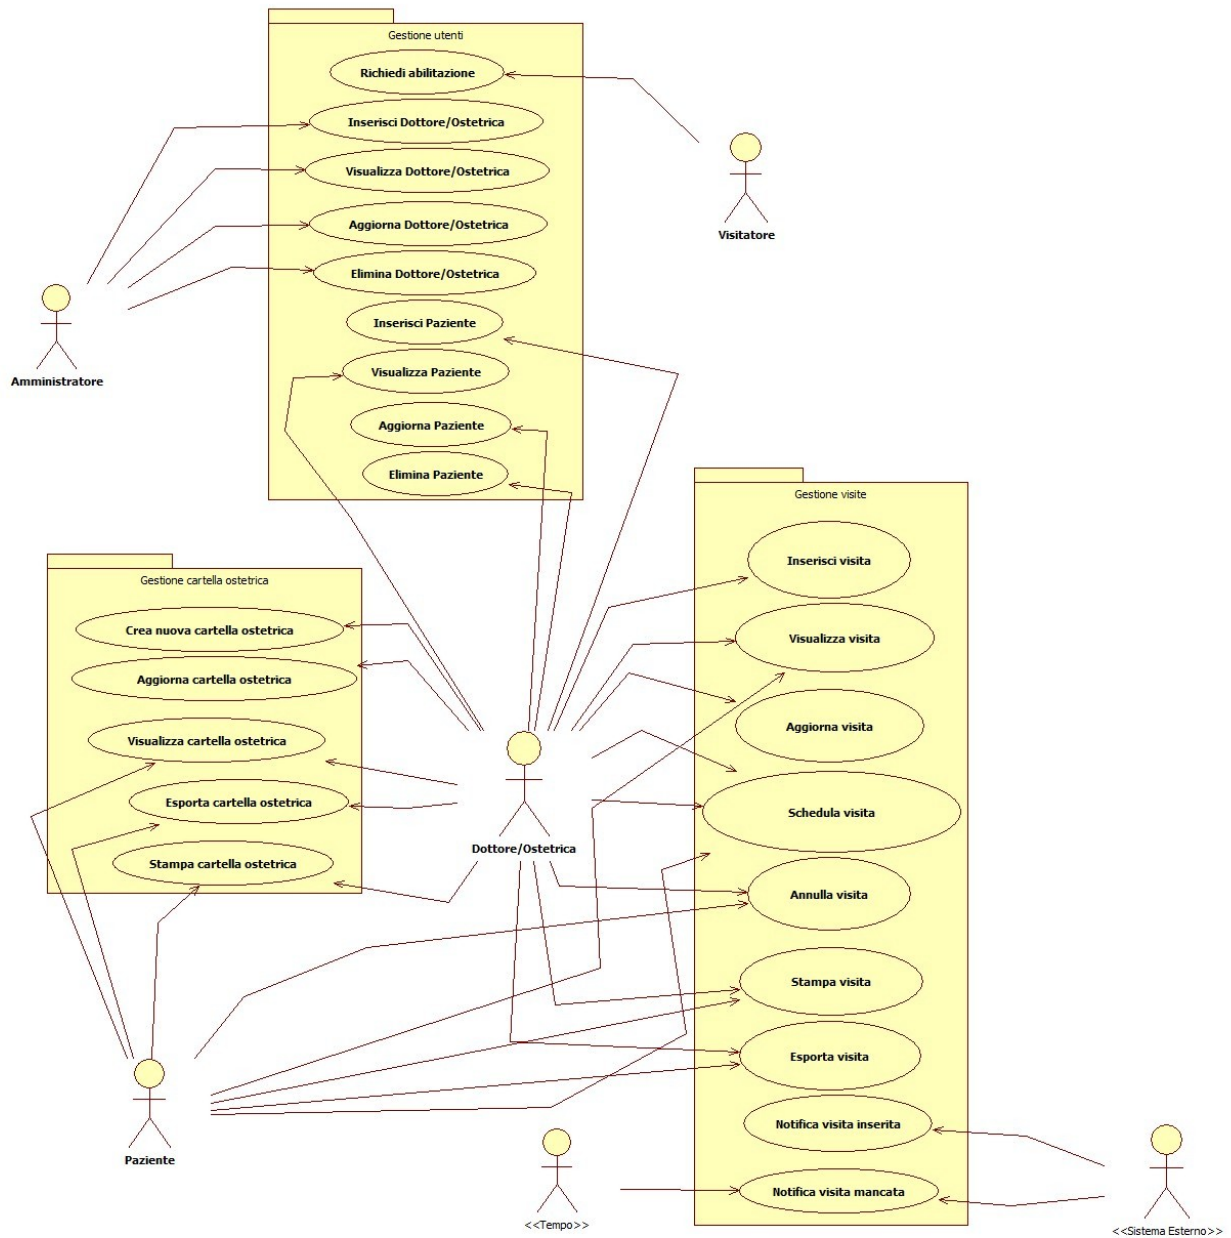 Gestione utenti
Richiedi abilitazione
Inserisci Dottore/Ostetrica
Visualizza Dottore/Ostetrica
Aggiorna Dottore/Ostetrica
Elimina Dottore/Ostetrica
Inserisci Paziente
Visualizza Paziente
Aggiorna Paziente
Elimina Paziente
Visitatore
Amministratore
Gestione cartella ostetrica
Crea nuova cartella ostetrica
Aggiorna cartella ostetrica
Visualizza cartella ostetrica
Esporta cartella ostetrica
Stampa cartella ostetrica
Dottore/Ostetrica
Gestione visite
Inserisci visita
Visualizza visita
Aggiorna visita
Schedula visita
Annulla visita
Stampa visita
Esporta visita
Notifica visita inserita
Notifica visita mancata
Paziente
<<Tempo>>
<<Sistema Esterno>>